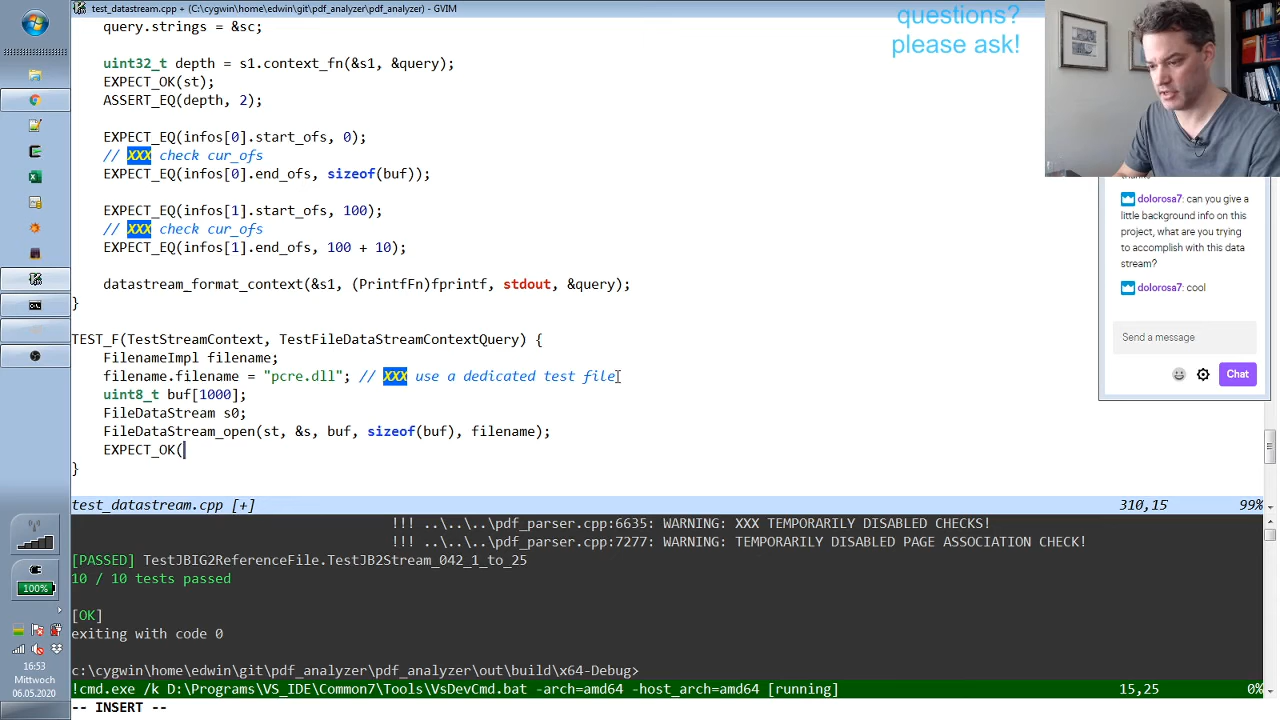 test_datastream.cpp + (C:\cygwin\home\edwin\git\pdf_analyzer\pdf_analyzer) - GVIM
query.strings = &sc;
uint32_t depth = s1.context_fn(&s1, &query);
EXPECT_OK(st);
ASSERT_EQ(depth, 2);
EXPECT_EQ(infos[0].start_ofs, 0);
// XXX check cur_ofs
EXPECT_EQ(infos[0].end_ofs, sizeof(buf));
EXPECT_EQ(infos[1].start_ofs, 100);
// XXX check cur_ofs
EXPECT_EQ(infos[1].end_ofs, 100 + 10);
datastream_format_context(&s1, (PrintfFn)fprintf, stdout, &query);
}
TEST_F(TestStreamContext, TestFileDataStreamContextQuery) {
FilenameImpl filename;
filename.filename = "pcre.dll"; // XXX use a dedicated test file
uint8_t buf[1000];
FileDataStream s0;
FileDataStream_open(st, &s, buf, sizeof(buf), filename);
EXPECT_OK(
}
test_datastream.cpp [+] 310,15 99%
!!! ..\..\..\pdf_parser.cpp:6635: WARNING: XXX TEMPORARILY DISABLED CHECKS!
!!! ..\..\..\pdf_parser.cpp:7277: WARNING: TEMPORARILY DISABLED PAGE ASSOCIATION CHECK!
[PASSED] TestJBIG2ReferenceFile.TestJB2Stream_042_1_to_25
10 / 10 tests passed
[OK]
exiting with code 0
c:\cygwin\home\edwin\git\pdf_analyzer\pdf_analyzer\out\build\x64-Debug>
!cmd.exe /k D:\Programs\VS_IDE\Common7\Tools\VsDevCmd.bat -arch=amd64 -host_arch=amd64 [running] 15,25 0%
-- INSERT --
questions?
please ask!
dolorosa7: can you give a
little background info on this
project, what are you trying
to accomplish with this data
stream?
dolorosa7: cool
Send a message
Chat
100%
16:53
Mittwoch
06.05.2020